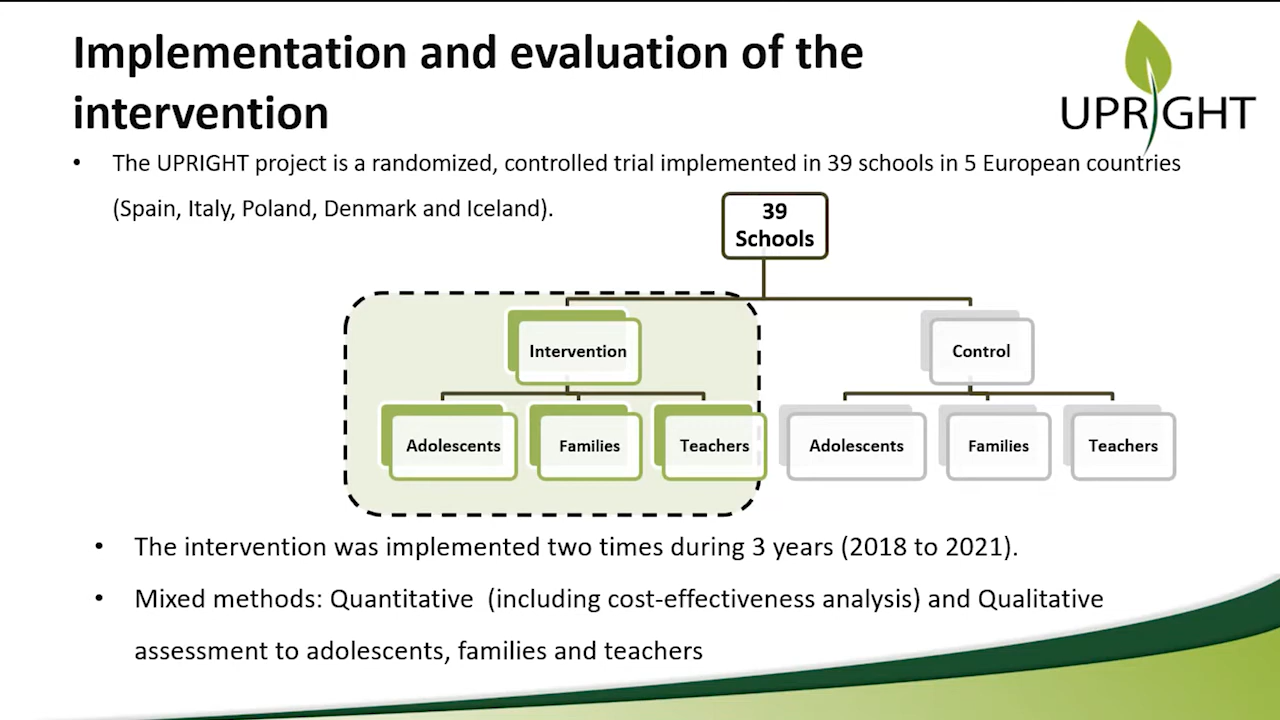 Implementation and evaluation of the
intervention
UPRIGHT
• The UPRIGHT project is a randomized, controlled trial implemented in 39 schools in 5 European countries
(Spain, Italy, Poland, Denmark and Iceland).
39
Schools
Intervention
Control
Adolescents
Families
Teachers
Adolescents
Families
Teachers
• The intervention was implemented two times during 3 years (2018 to 2021).
• Mixed methods: Quantitative (including cost-effectiveness analysis) and Qualitative
assessment to adolescents, families and teachers